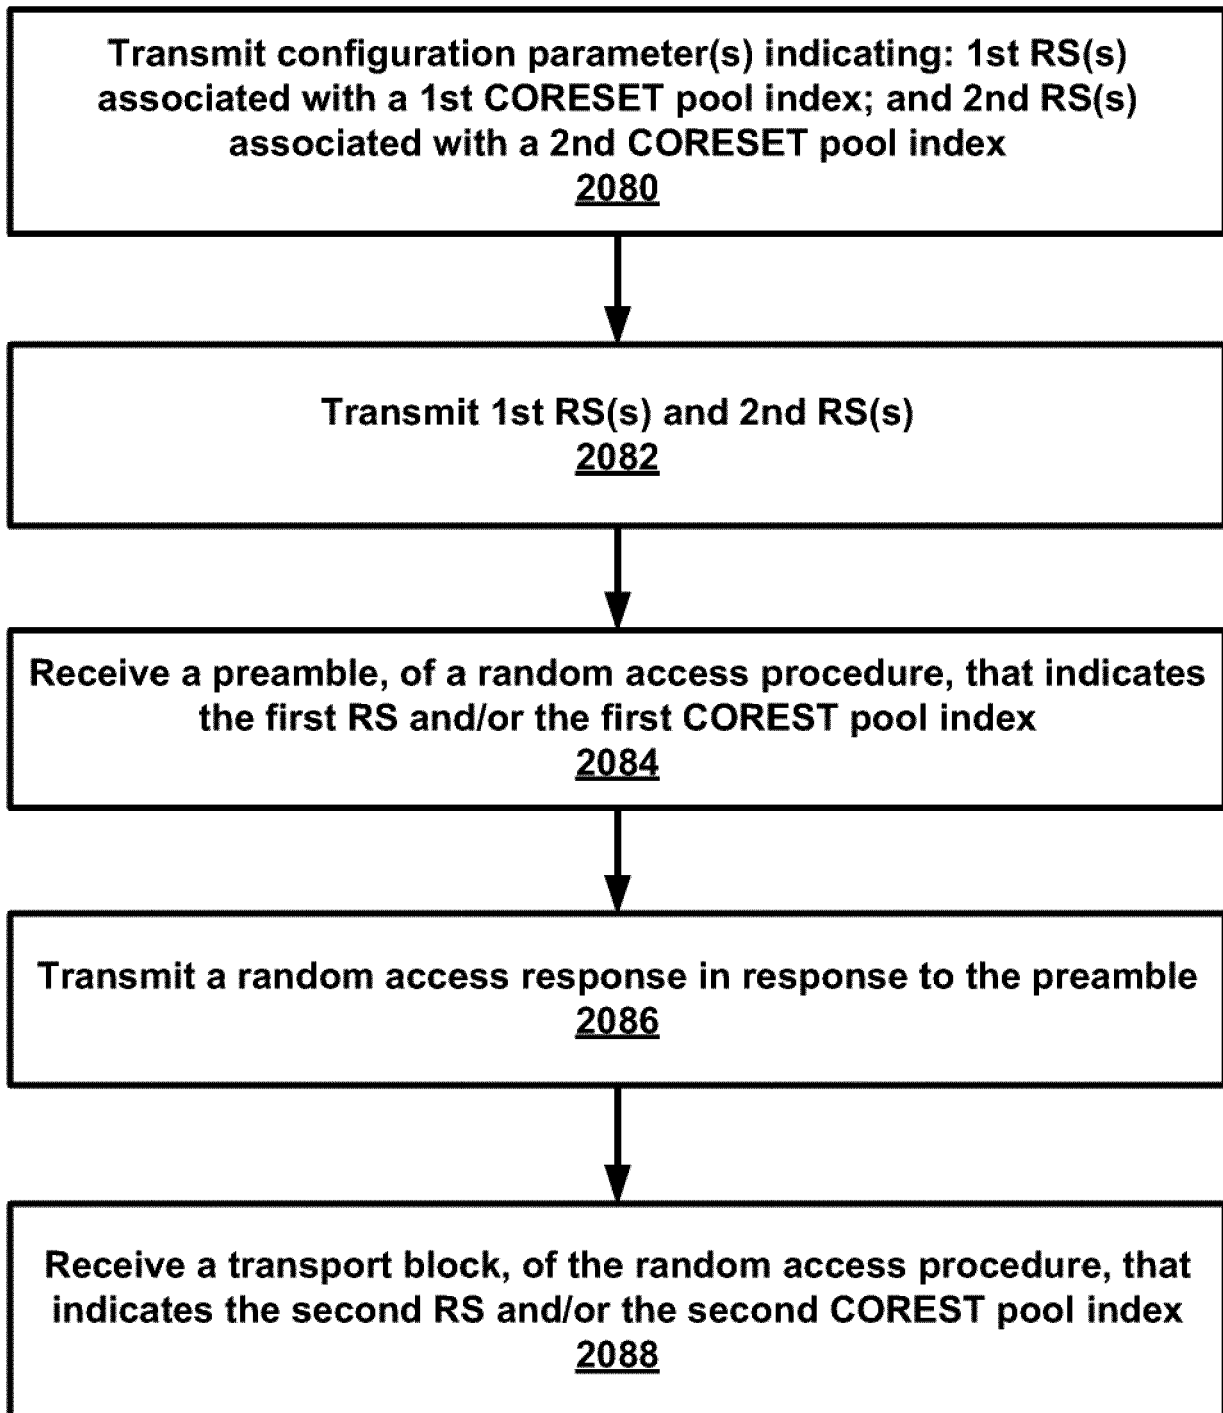 Transmit configuration parameter(s) indicating: 1st RS(s)
associated with a 1st CORESET pool index; and 2nd RS(s)
associated with a 2nd CORESET pool index
2080
Transmit 1st RS(s) and 2nd RS(s)
2082
Receive a preamble, of a random access procedure, that indicates
the first RS and/or the first COREST pool index
2084
Transmit a random access response in response to the preamble
2086
Receive a transport block, of the random access procedure, that
indicates the second RS and/or the second COREST pool index
2088